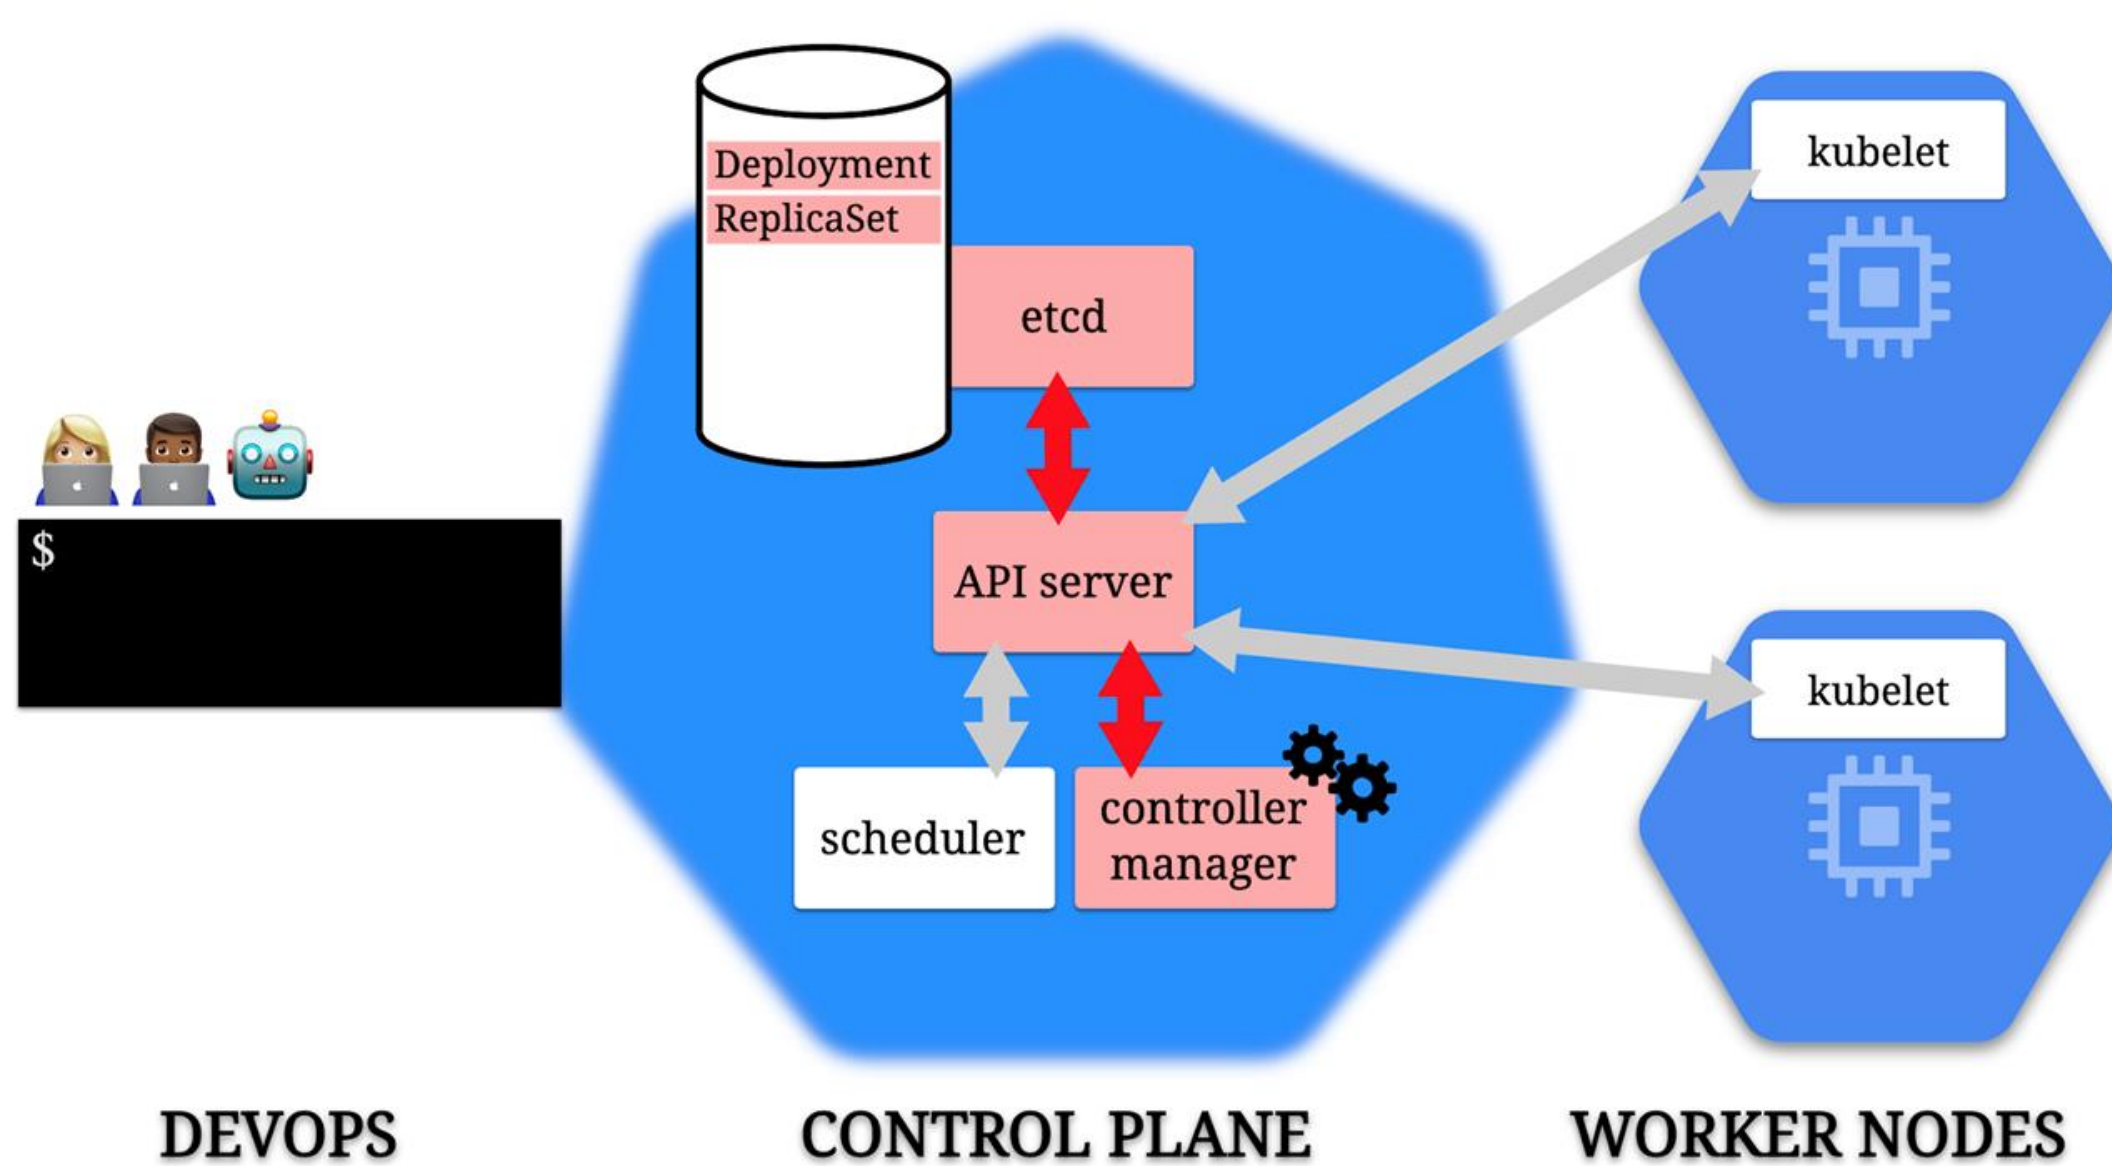 Deployment
ReplicaSet
etcd
kubelet
$
API server
kubelet
scheduler
controller
manager
DEVOPS
CONTROL PLANE
WORKER NODES